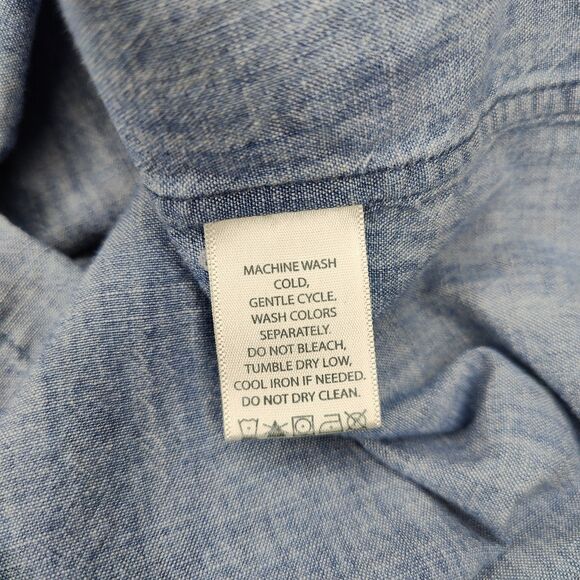 MACHINE WASH
COLD,
GENTLE CYCLE.
WASH COLORS
SEPARATELY.
DO NOT BLEACH,
TUMBLE DRY LOW,
COOL IRON IF NEEDED.
DO NOT DRY CLEAN.